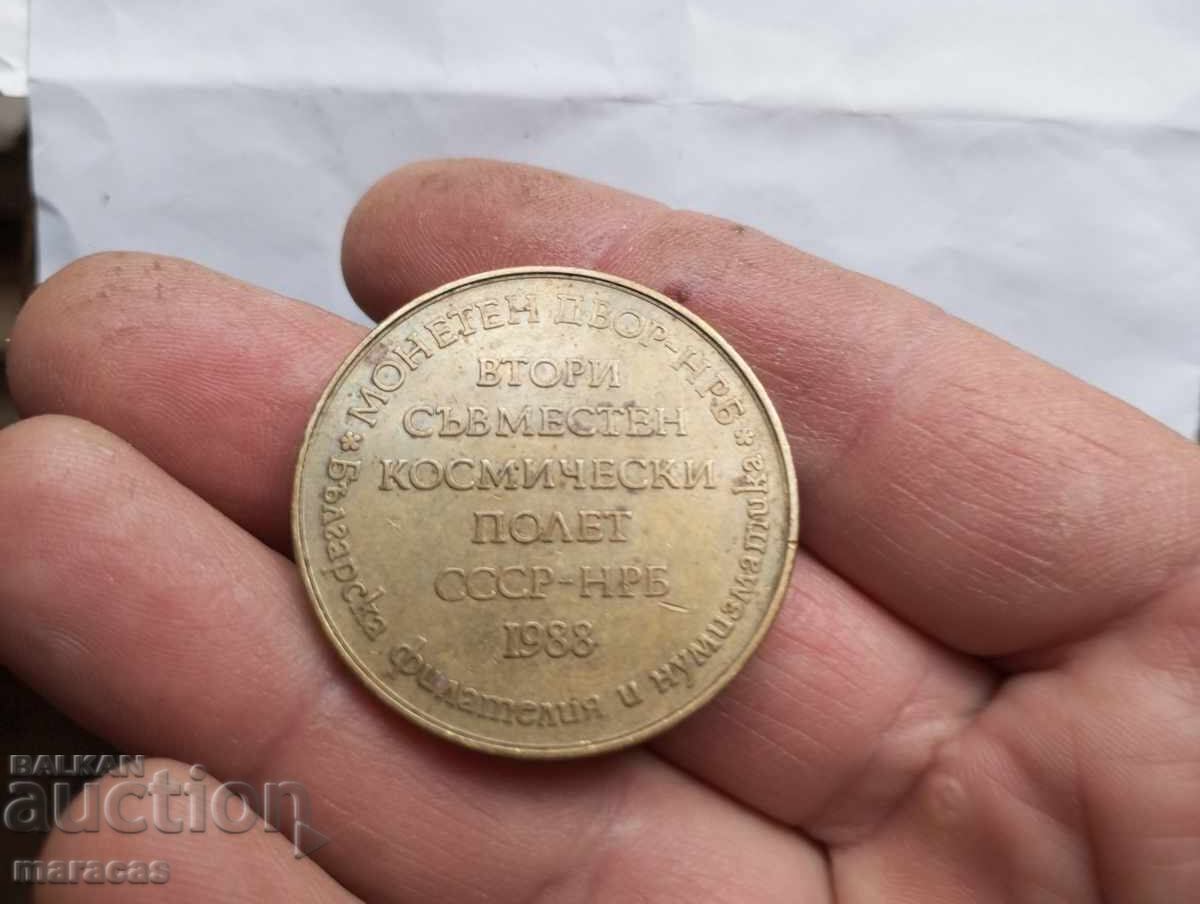 МОНЕТЕН ДВОР-НРБ
ВТОРИ
СЪВМЕСТЕН
КОСМИЧЕСКИ
ПОЛЕТ
СССР-НРБ
1988
* Българска филателия и нумизматика *
BALKAN
auction
maracas